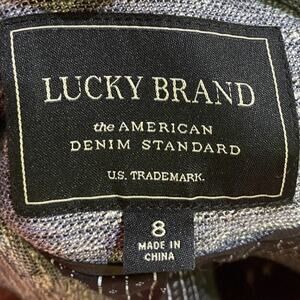 LUCKY BRAND
the AMERICAN
DENIM STANDARD
U.S. TRADEMARK.
8
MADE IN
CHINA